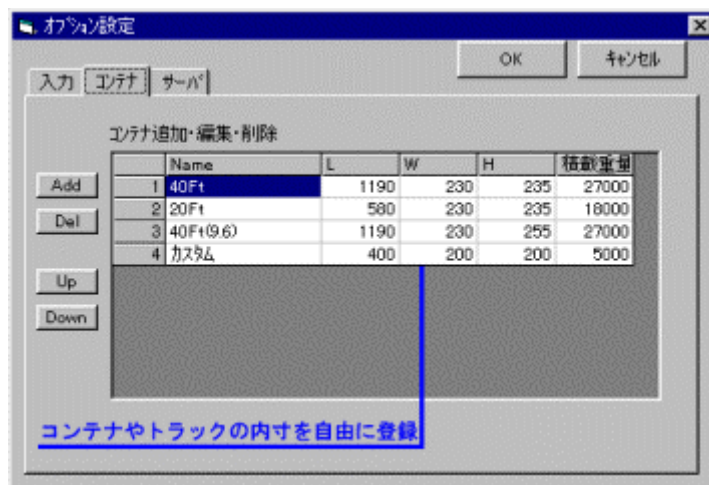 オプション設定
OK キャンセル
入力 コンテナ サーバ
コンテナ追加・編集・削除
Name L W H 積載重量
Add 1 40Ft 1190 230 235 27000
Del 2 20Ft 580 230 235 18000
3 40Ft(9.6) 1190 230 255 27000
4 カスタム 400 200 200 5000
Up
Down
コンテナやトラックの内寸を自由に登録